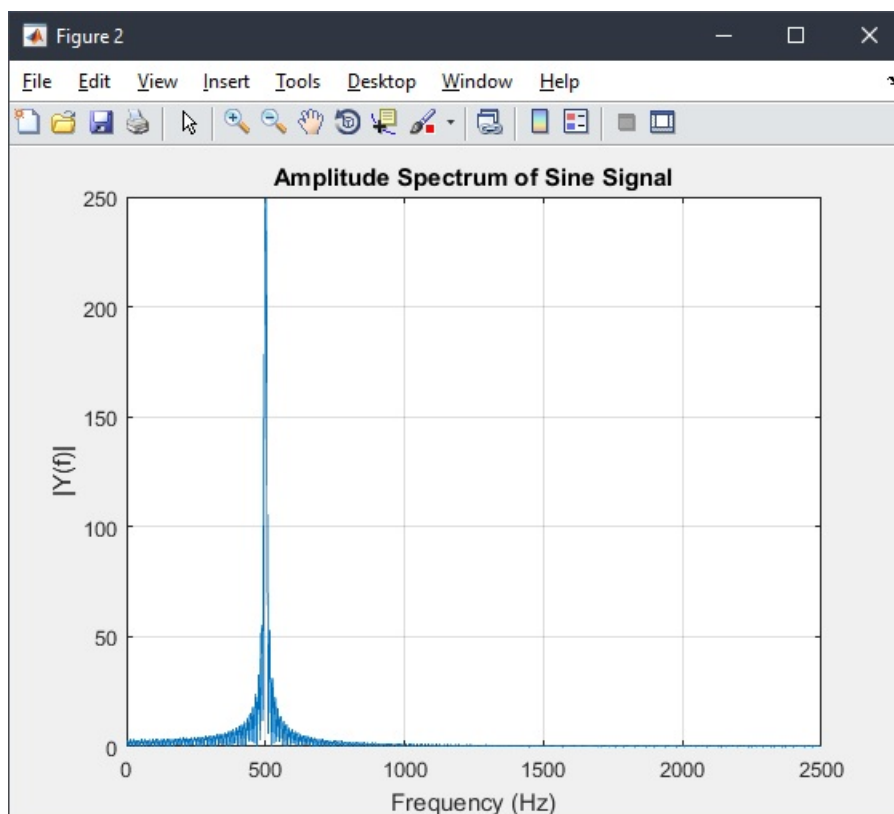 Figure 2
File Edit View Insert Tools Desktop Window Help
Amplitude Spectrum of Sine Signal
250
200
150
100
50
0
|Y(f)|
0 500 1000 1500 2000 2500
Frequency (Hz)